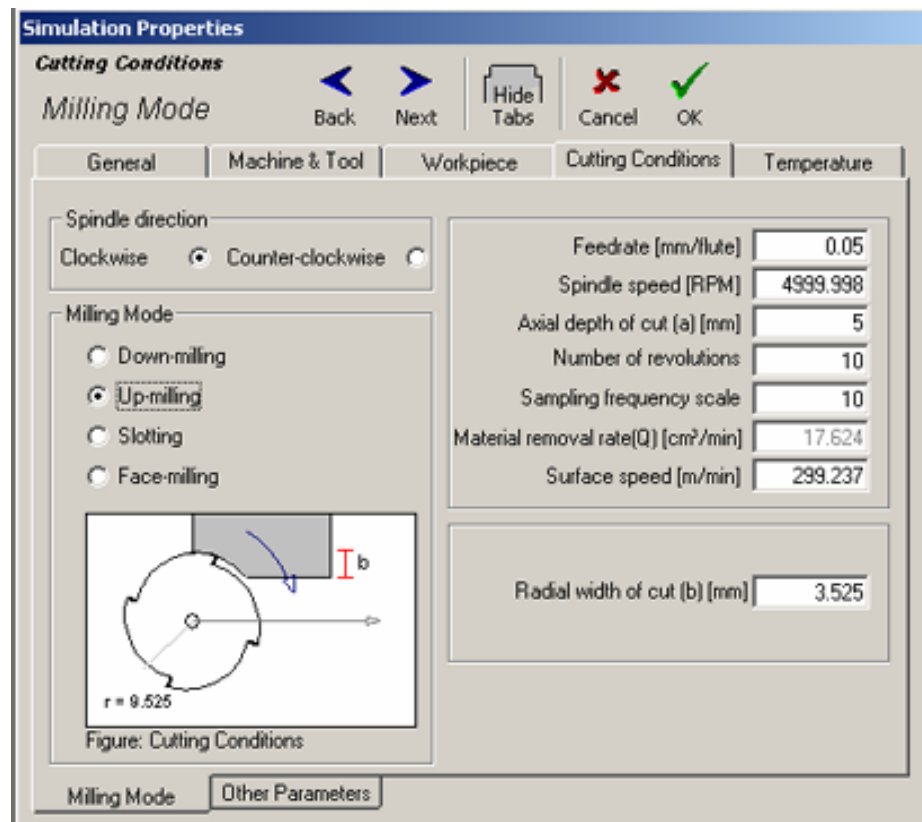 Simulation Properties
Cutting Conditions
Milling Mode
Back Next Hide Tabs Cancel OK
General Machine & Tool Workpiece Cutting Conditions Temperature
Spindle direction
Clockwise Counter-clockwise
Milling Mode
Down-milling
Up-milling
Slotting
Face-milling
b
r = 9.525
Figure: Cutting Conditions
Feedrate [mm/flute] 0.05
Spindle speed [RPM] 4999.998
Axial depth of cut (a) [mm] 5
Number of revolutions 10
Sampling frequency scale 10
Material removal rate(Q) [cm³/min] 17.624
Surface speed [m/min] 299.237
Radial width of cut (b) [mm] 3.525
Milling Mode Other Parameters